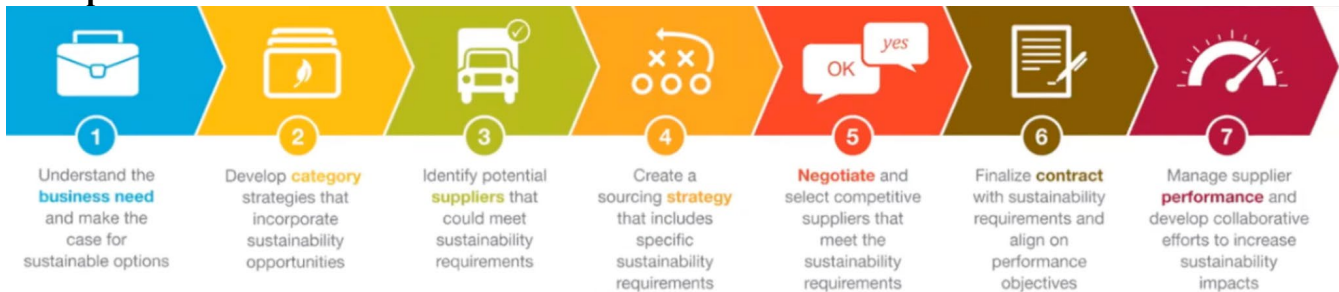 OK
yes
1
Understand the
business need
and make the
case for
sustainable options
2
Develop category
strategies that
incorporate
sustainability
opportunities
3
Identify potential
suppliers that
could meet
sustainability
requirements
4
Create a
sourcing strategy
that includes
specific
sustainability
requirements
5
Negotiate and
select competitive
suppliers that
meet the
sustainability
requirements
6
Finalize contract
with sustainability
requirements and
align on
performance
objectives
7
Manage supplier
performance and
develop collaborative
efforts to increase
sustainability
impacts